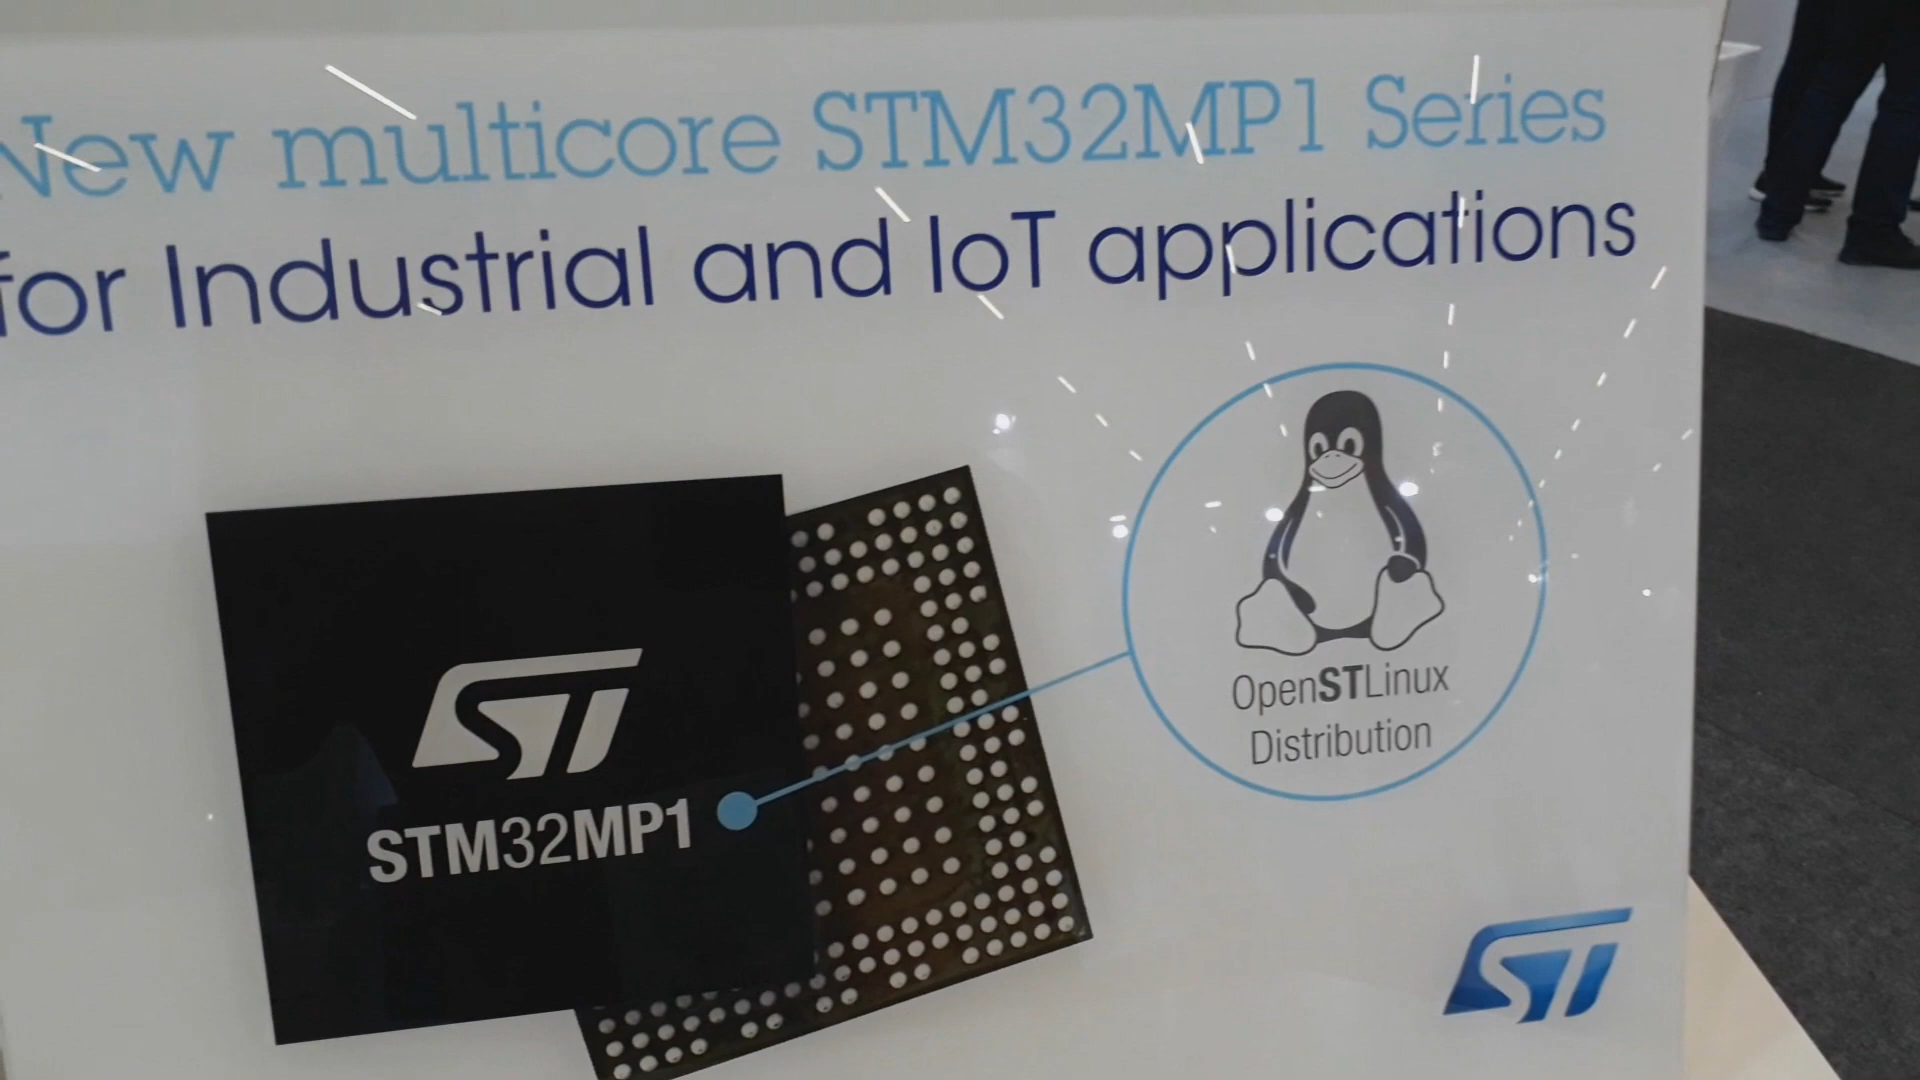 New multicore STM32MP1 Series
for Industrial and IoT applications
ST
STM32MP1
OpenSTLinux
Distribution
ST